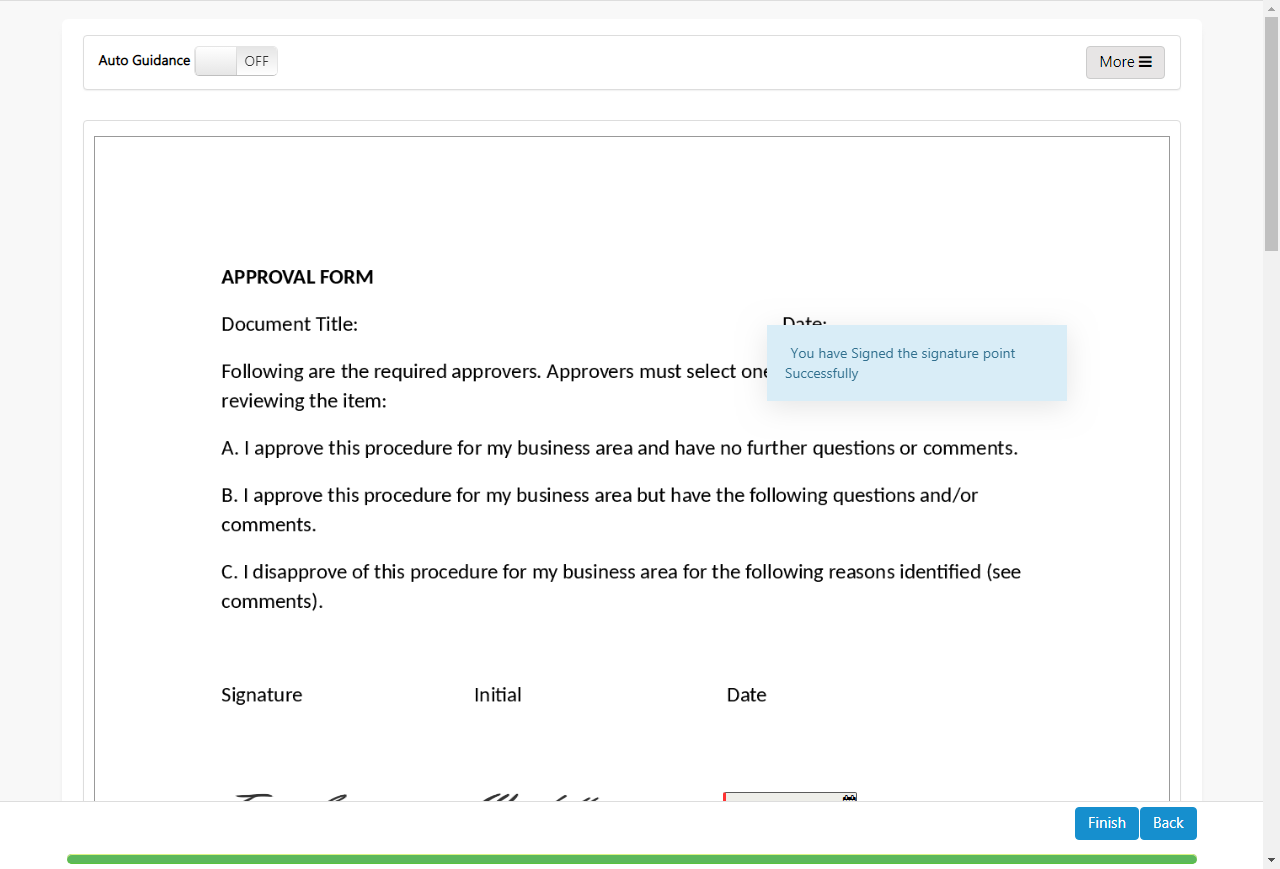 Auto Guidance OFF More
APPROVAL FORM
Document Title: Date:
You have Signed the signature point
Successfully
Following are the required approvers. Approvers must select one
reviewing the item:
A. I approve this procedure for my business area and have no further questions or comments.
B. I approve this procedure for my business area but have the following questions and/or
comments.
C. I disapprove of this procedure for my business area for the following reasons identified (see
comments).
Signature Initial Date
Finish Back